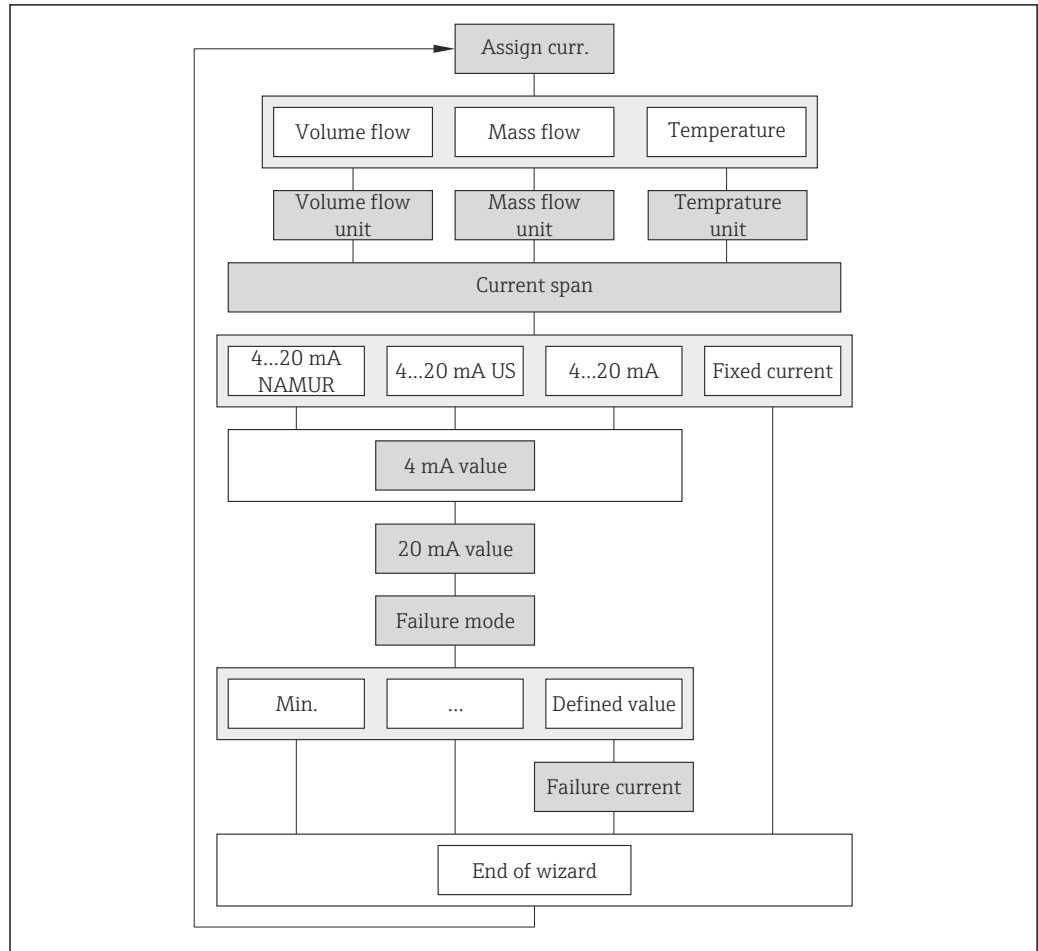 Assign curr.
Volume flow
Mass flow
Temperature
Volume flow
unit
Mass flow
unit
Temprature
unit
Current span
4...20 mA
NAMUR
4...20 mA US
4...20 mA
Fixed current
4 mA value
20 mA value
Failure mode
Min.
...
Defined value
Failure current
End of wizard